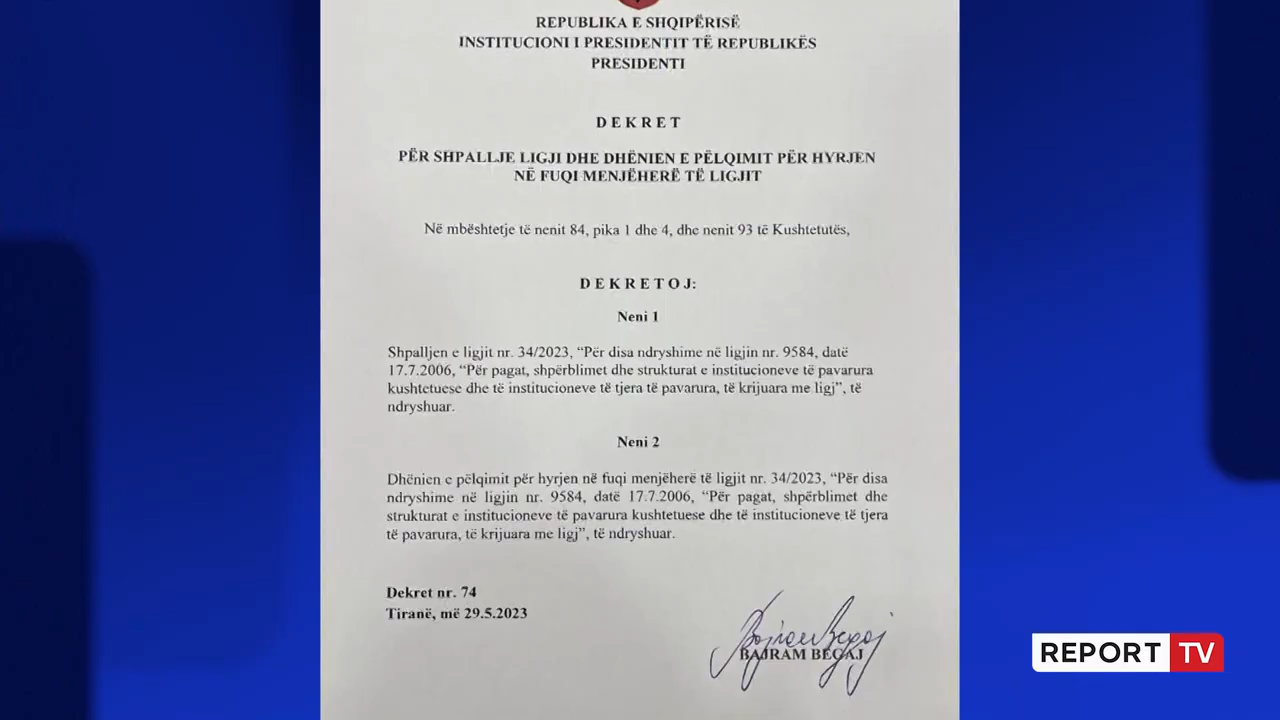 REPUBLIKA E SHQIPËRISË
INSTITUCIONI I PRESIDENTIT TË REPUBLIKËS
PRESIDENTI
DEKRET
PËR SHPALLJE LIGJI DHE DHËNIEN E PËLQIMIT PËR HYRJEN
NË FUQI MENJËHERË TË LIGJIT
Në mbështetje të nenit 84, pika 1 dhe 4, dhe nenit 93 të Kushtetutës,
DEKRETOJ:
Neni 1
Shpalljen e ligjit nr. 34/2023, “Për disa ndryshime në ligjin nr. 9584, datë
17.7.2006, “Për pagat, shpërblimet dhe strukturat e institucioneve të pavarura
kushtetuese dhe të institucioneve të tjera të pavarura, të krijuara me ligj”, të
ndryshuar.
Neni 2
Dhënien e pëlqimit për hyrjen në fuqi menjëherë të ligjit nr. 34/2023, “Për disa
ndryshime në ligjin nr. 9584, datë 17.7.2006, “Për pagat, shpërblimet dhe
strukturat e institucioneve të pavarura kushtetuese dhe të institucioneve të tjera
të pavarura, të krijuara me ligj”, të ndryshuar.
Dekret nr. 74
Tiranë, më 29.5.2023
Bajram Begaj
BAJRAM BEGAJ
REPORT TV